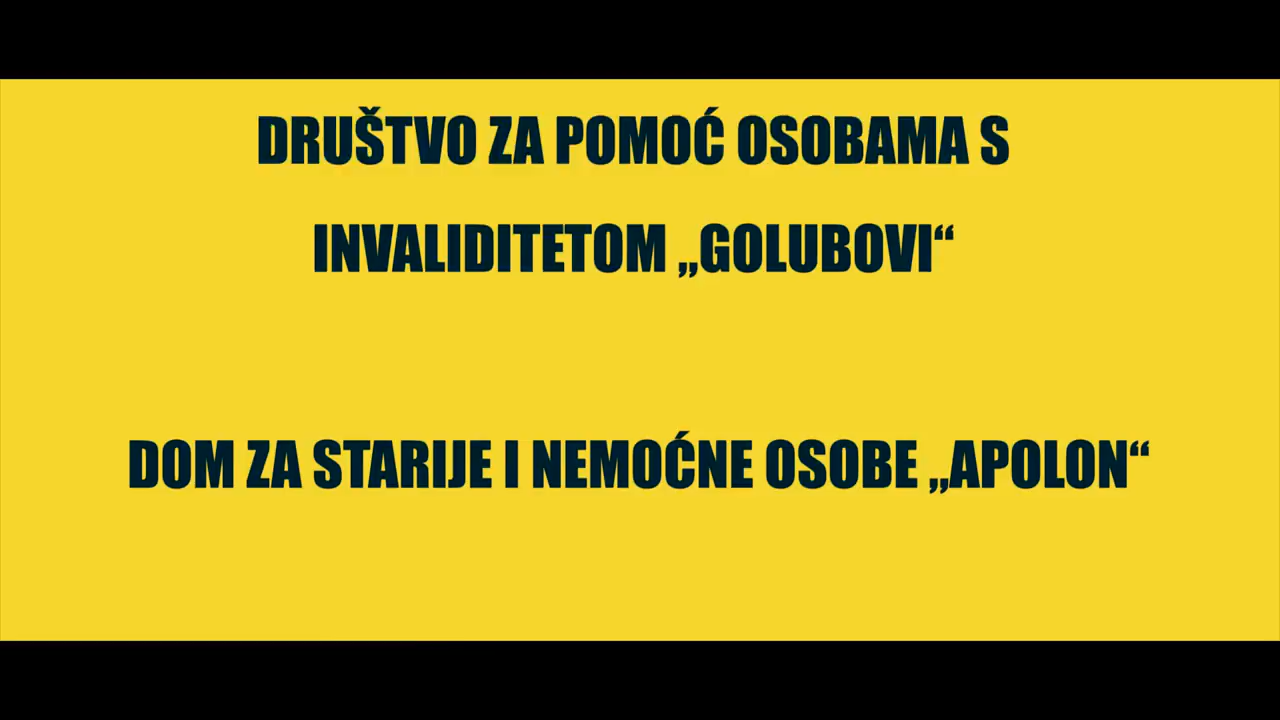 DRUŠTVO ZA POMOĆ OSOBAMA S
INVALIDITETOM „GOLUBOVI“
DOM ZA STARIJE I NEMOĆNE OSOBE „APOLON“